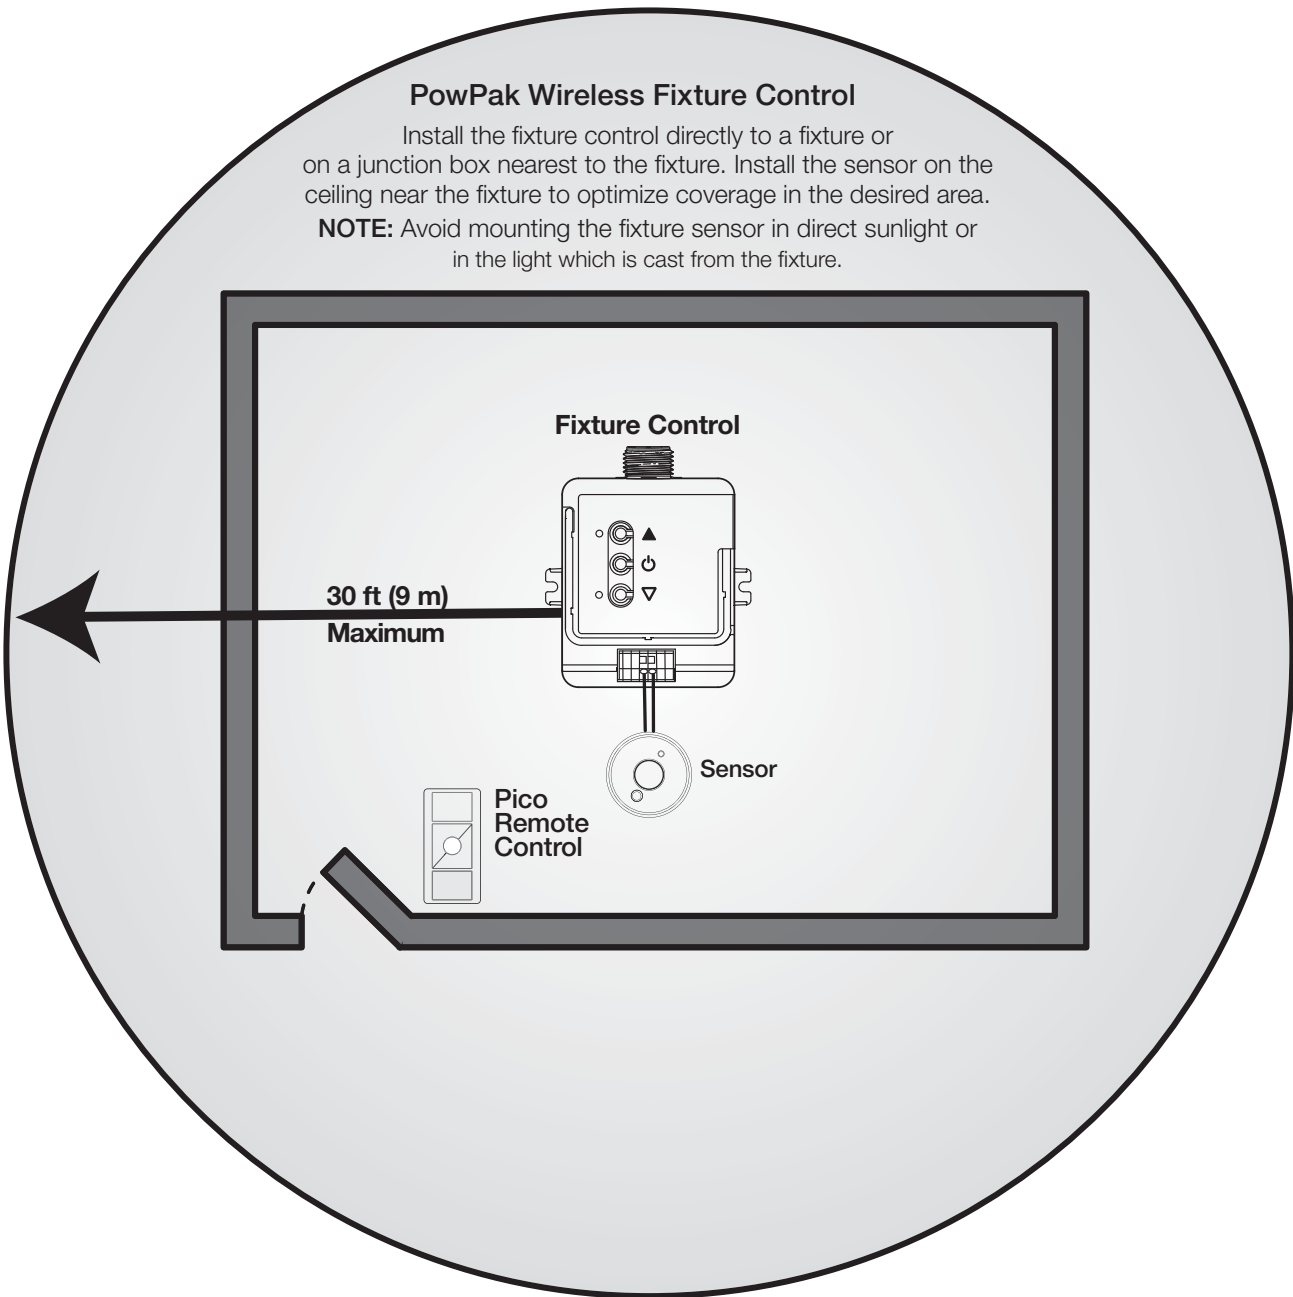 PowPak Wireless Fixture Control
Install the fixture control directly to a fixture or
on a junction box nearest to the fixture. Install the sensor on the
ceiling near the fixture to optimize coverage in the desired area.
NOTE: Avoid mounting the fixture sensor in direct sunlight or
in the light which is cast from the fixture.
Fixture Control
30 ft (9 m)
Maximum
Sensor
Pico
Remote
Control